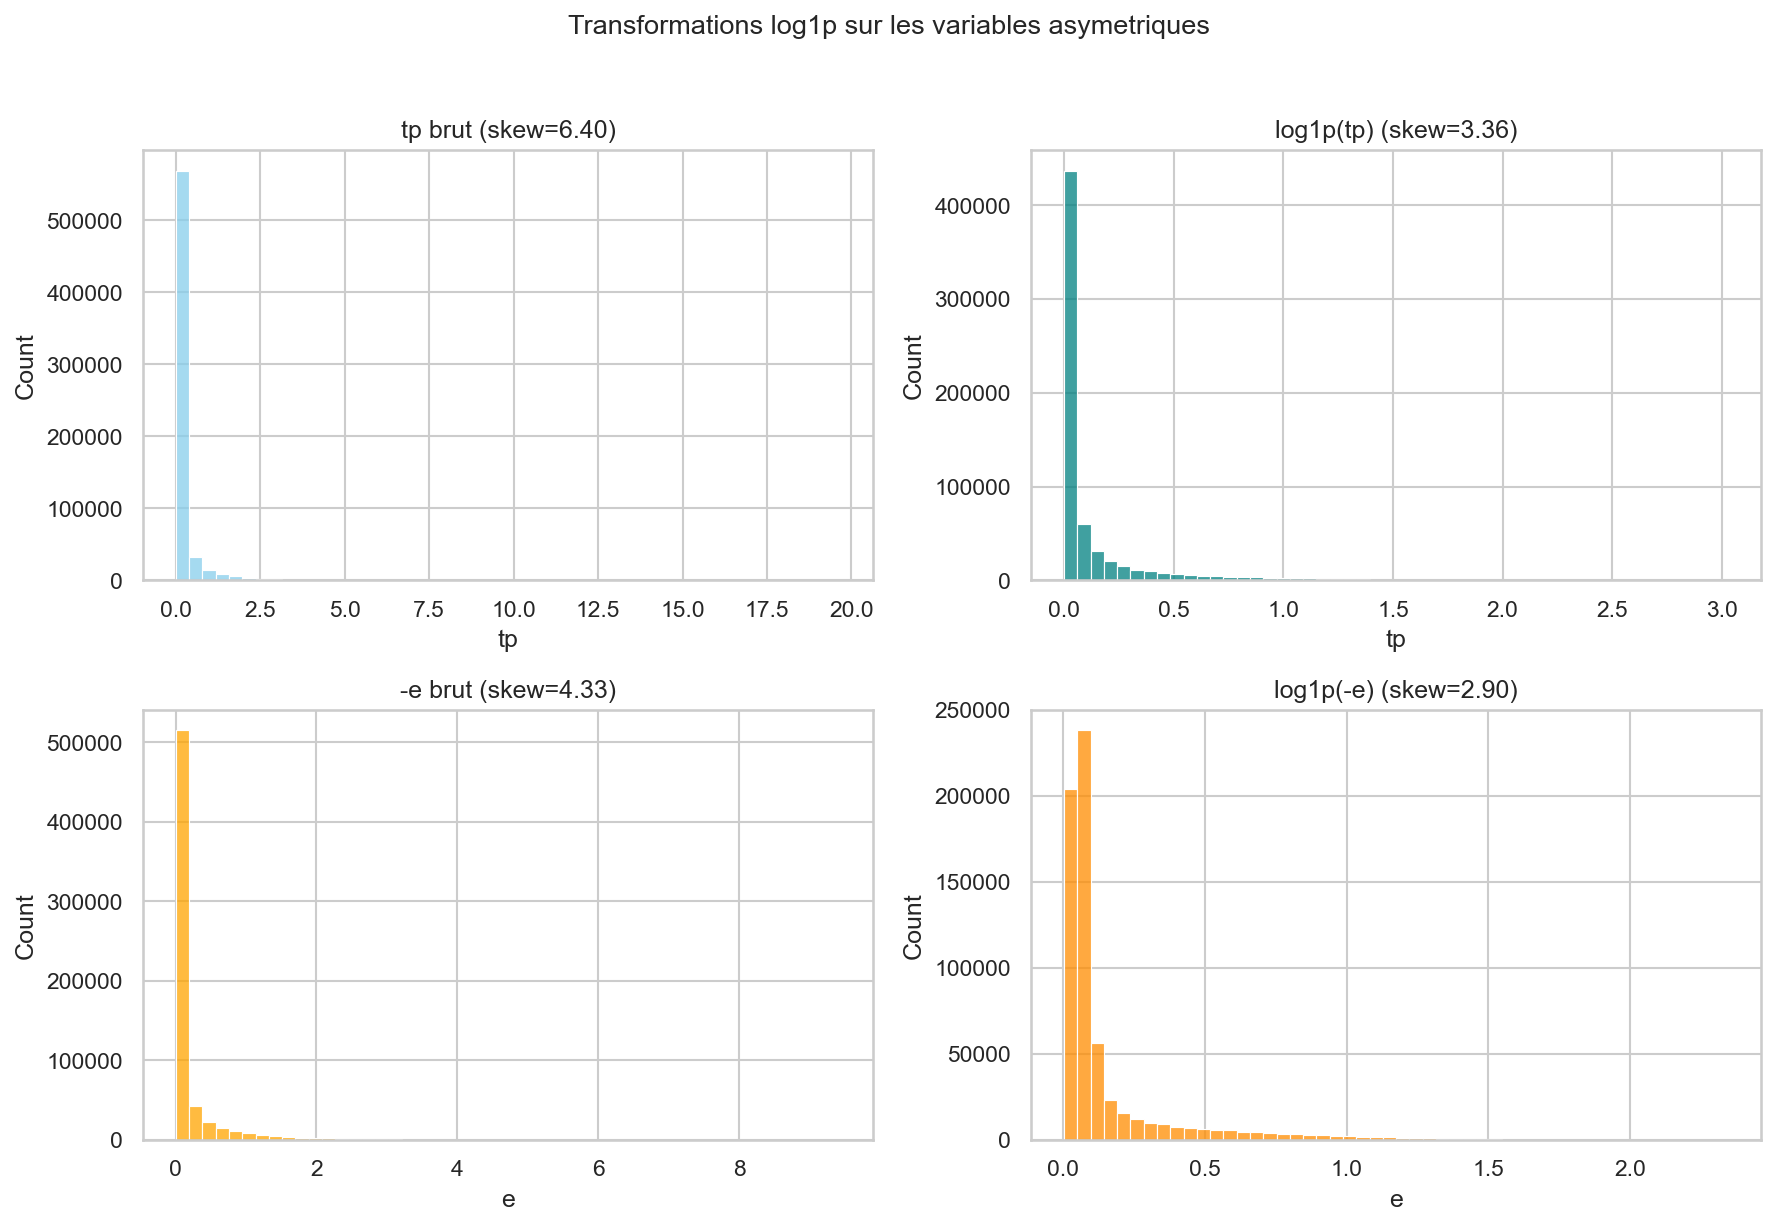 Transformations log1p sur les variables asymetriques
tp brut (skew=6.40)
500000
400000
300000
200000
100000
0
Count
0.0 2.5 5.0 7.5 10.0 12.5 15.0 17.5 20.0
tp
log1p(tp) (skew=3.36)
400000
300000
200000
100000
0
Count
0.0 0.5 1.0 1.5 2.0 2.5 3.0
tp
-e brut (skew=4.33)
500000
400000
300000
200000
100000
0
Count
0 2 4 6 8
e
log1p(-e) (skew=2.90)
250000
200000
150000
100000
50000
0
Count
0.0 0.5 1.0 1.5 2.0
e